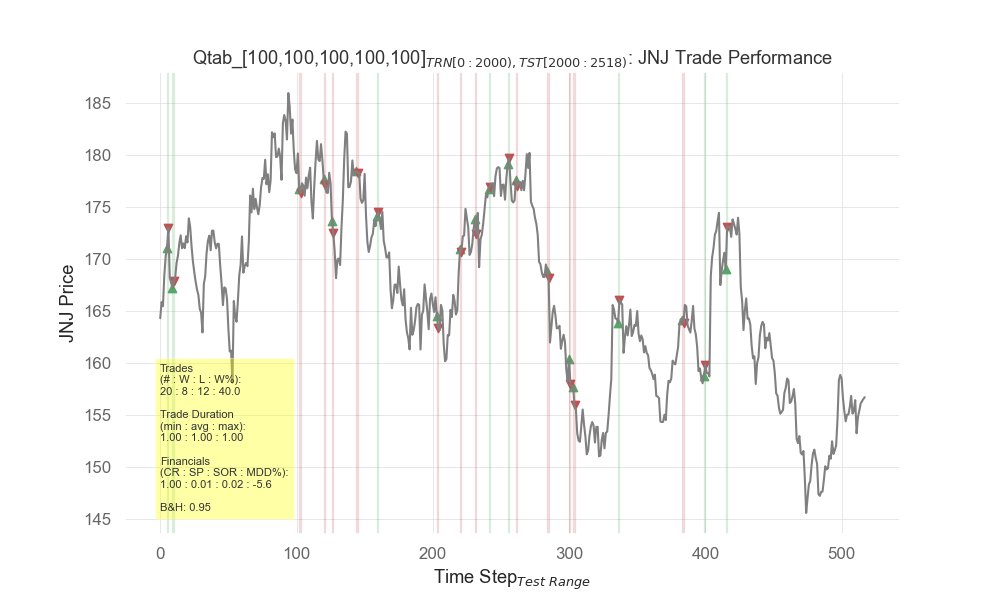 Qtab_[100,100,100,100,100]TRN[0 : 2000), TST[2000 : 2518) : JNJ Trade Performance
JNJ Price
185
180
175
170
165
160
155
150
145
Trades
(# : W : L : W%):
20 : 8 : 12 : 40.0
Trade Duration
(min : avg : max):
1.00 : 1.00 : 1.00
Financials
(CR : SP : SOR : MDD%):
1.00 : 0.01 : 0.02 : -5.6
B&H: 0.95
0 100 200 300 400 500
Time StepTest Range